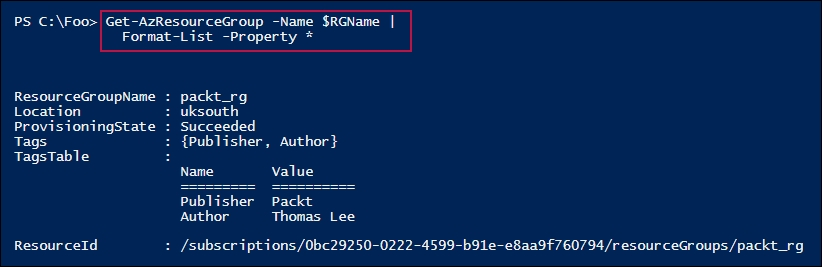 PS C:\Foo> Get-AzResourceGroup -Name $RGName |
Format-List -Property *
ResourceGroupName : packt_rg
Location : uksouth
ProvisioningState : Succeeded
Tags : {Publisher, Author}
TagsTable :
Name Value
========= ==========
Publisher Packt
Author Thomas Lee
ResourceId : /subscriptions/0bc29250-0222-4599-b91e-e8aa9f760794/resourceGroups/packt_rg